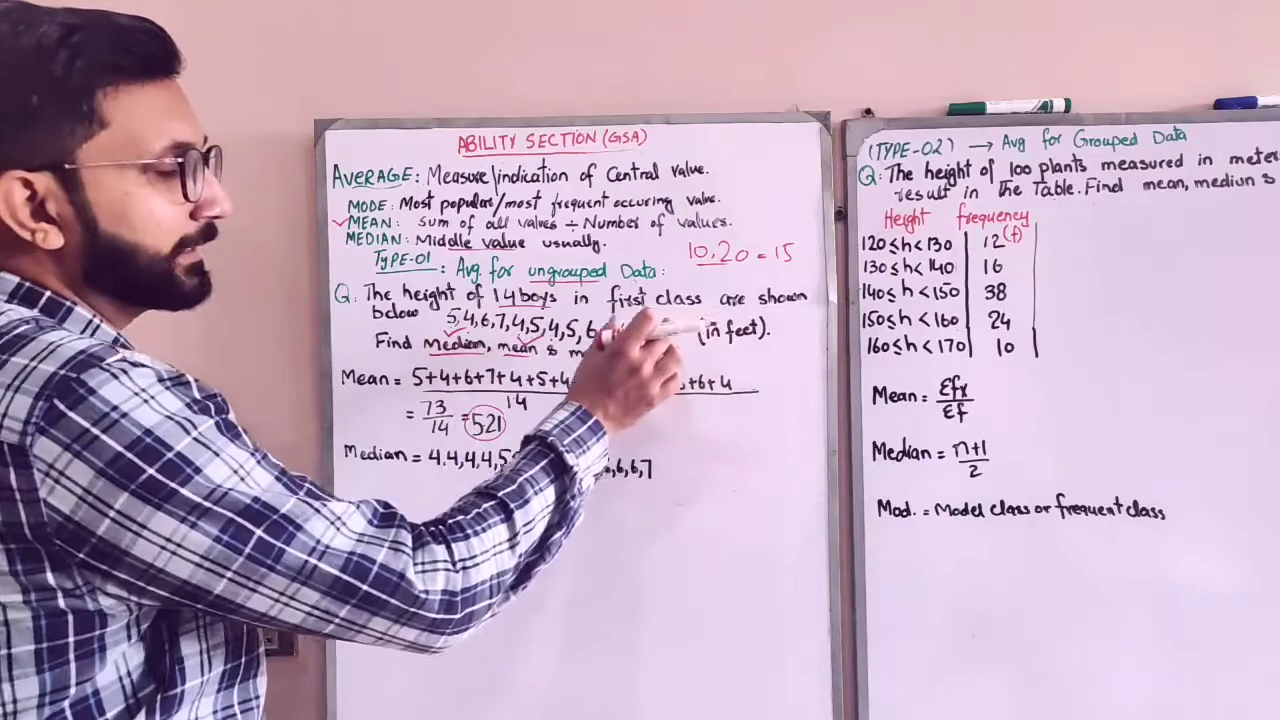 ABILITY SECTION (GSA)
AVERAGE: Measure/indication of Central value.
MODE: Most popular/most frequent occuring value.
✓MEAN: Sum of all values ÷ Number of values.
MEDIAN: Middle value usually.
10,20 = 15
TYPE-01: Avg. for ungrouped Data:
Q. The height of 14 boys in first class are shown
below 5,4,6,7,4,5,4,5,6 (in feet).
Find Median, mean &
Mean = 5+4+6+7+4+5+4 +6+4
14
= 73/14 = 521
Median = 4.4,4,4,5 ,6,6,7
(TYPE-02) → Avg for Grouped Data
Q: The height of 100 plants measured in
result in the Table. Find mean, median &
Height frequency (f)
120≤h<130 12
130≤h<140 16
140≤h<150 38
150≤h<160 24
160≤h<170 10
Mean = Ɛfx/Ɛf
Median = n+1/2
Mod. = Model class or frequent class